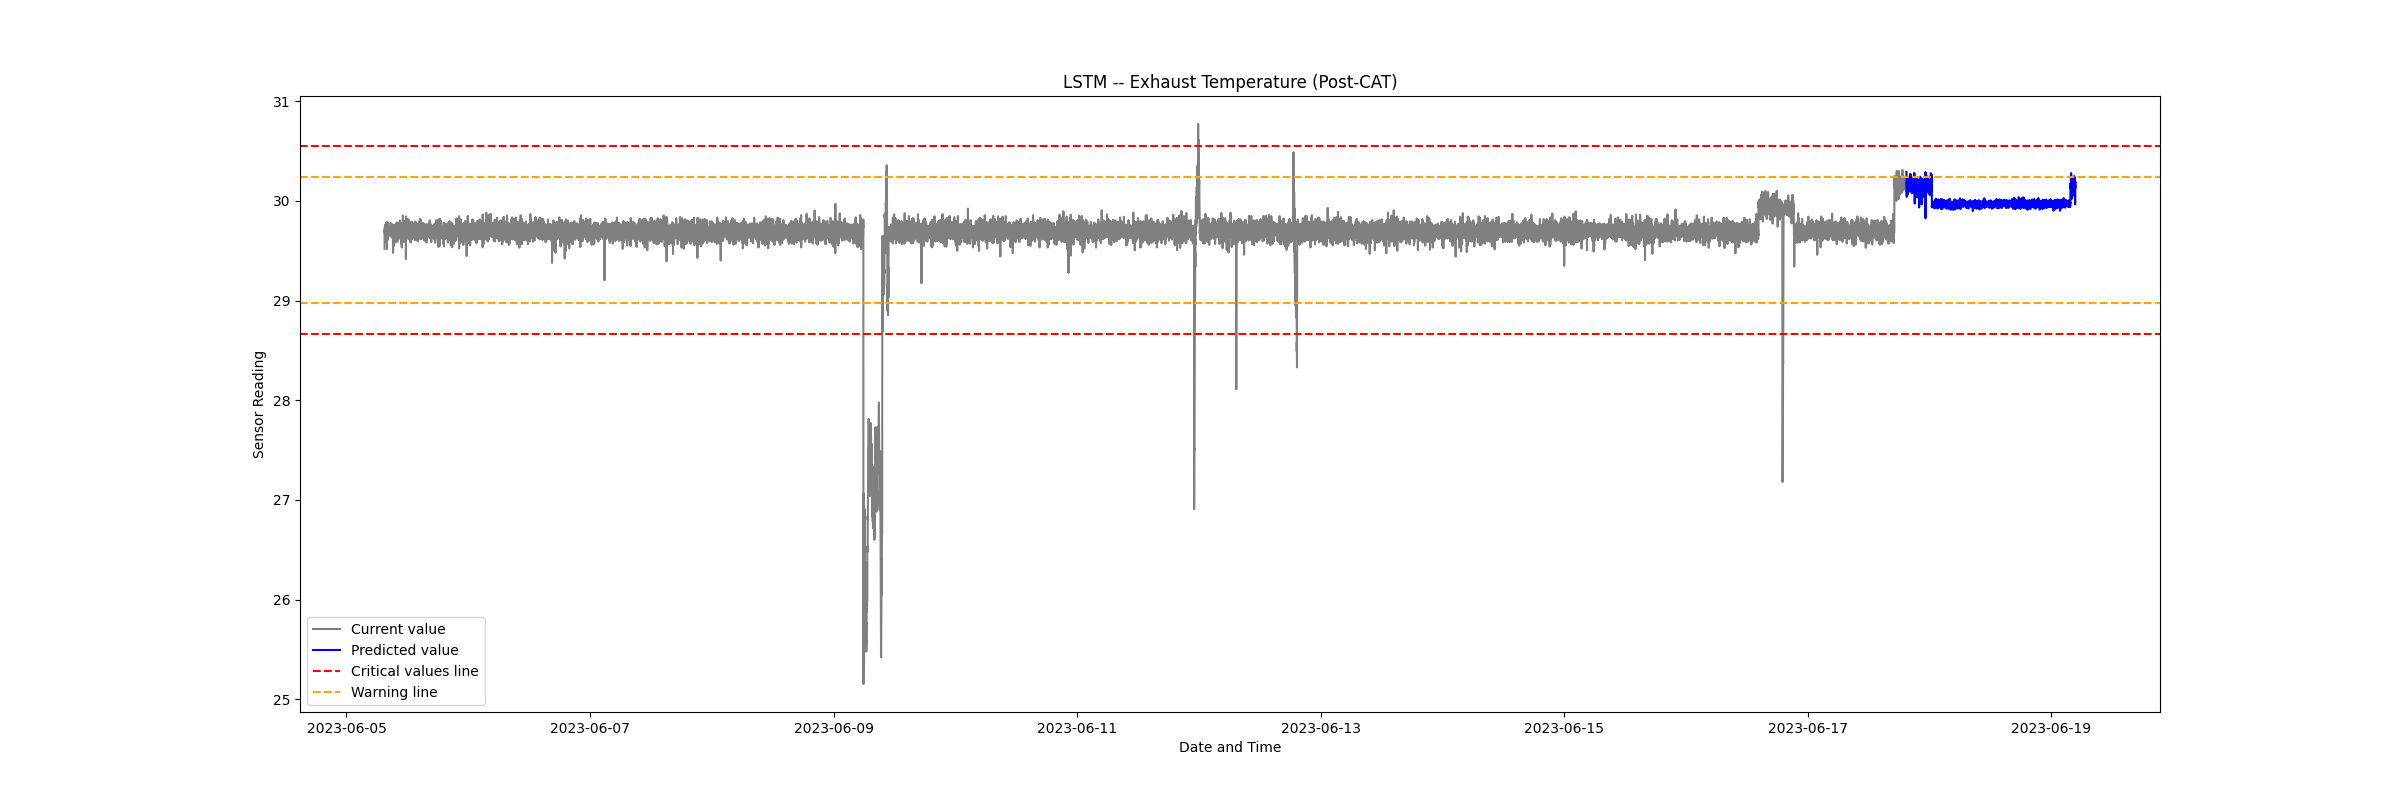 LSTM -- Exhaust Temperature (Post-CAT)
31
30
29
28
27
26
25
Sensor Reading
Current value
Predicted value
Critical values line
Warning line
2023-06-05
2023-06-07
2023-06-09
2023-06-11
2023-06-13
2023-06-15
2023-06-17
2023-06-19
Date and Time